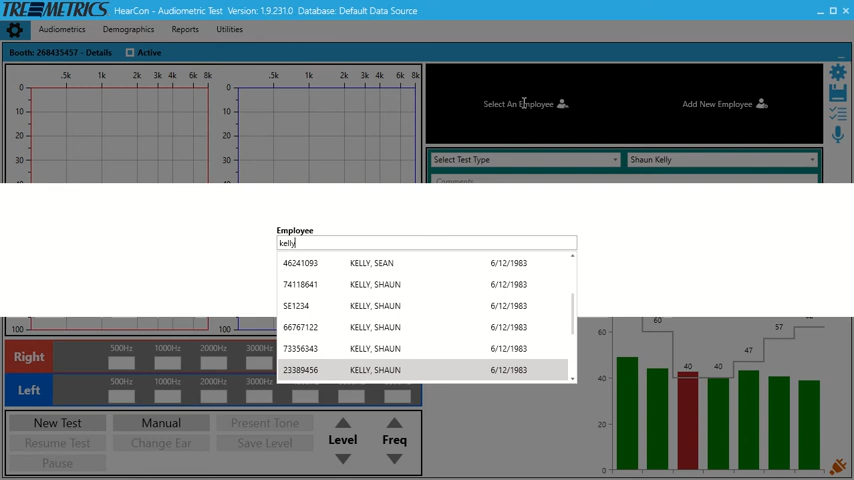 TREMETRICS HearCon - Audiometric Test Version: 1.9.231.0 Database: Default Data Source
Audiometrics Demographics Reports Utilities
Booth: 268435457 - Details Active
.5k 1k 2k 3k 4k 6k 8k .5k 1k 2k 3k 4k 6k 8k
0 0
10 10
20 20
30 30
Select An Employee Add New Employee
Select Test Type Shaun Kelly
Comments
Employee
kelly
46241093 KELLY, SEAN 6/12/1983
74118641 KELLY, SHAUN 6/12/1983
SE1234 KELLY, SHAUN 6/12/1983
66767122 KELLY, SHAUN 6/12/1983
73356343 KELLY, SHAUN 6/12/1983
23389456 KELLY, SHAUN 6/12/1983
100 100
Right 500Hz 1000Hz 2000Hz 3000Hz
Left 500Hz 1000Hz 2000Hz 3000Hz
New Test Manual Present Tone
Resume Test Change Ear Save Level
Pause
Level Freq
60 60 40 40 47 57 62
40
20
0